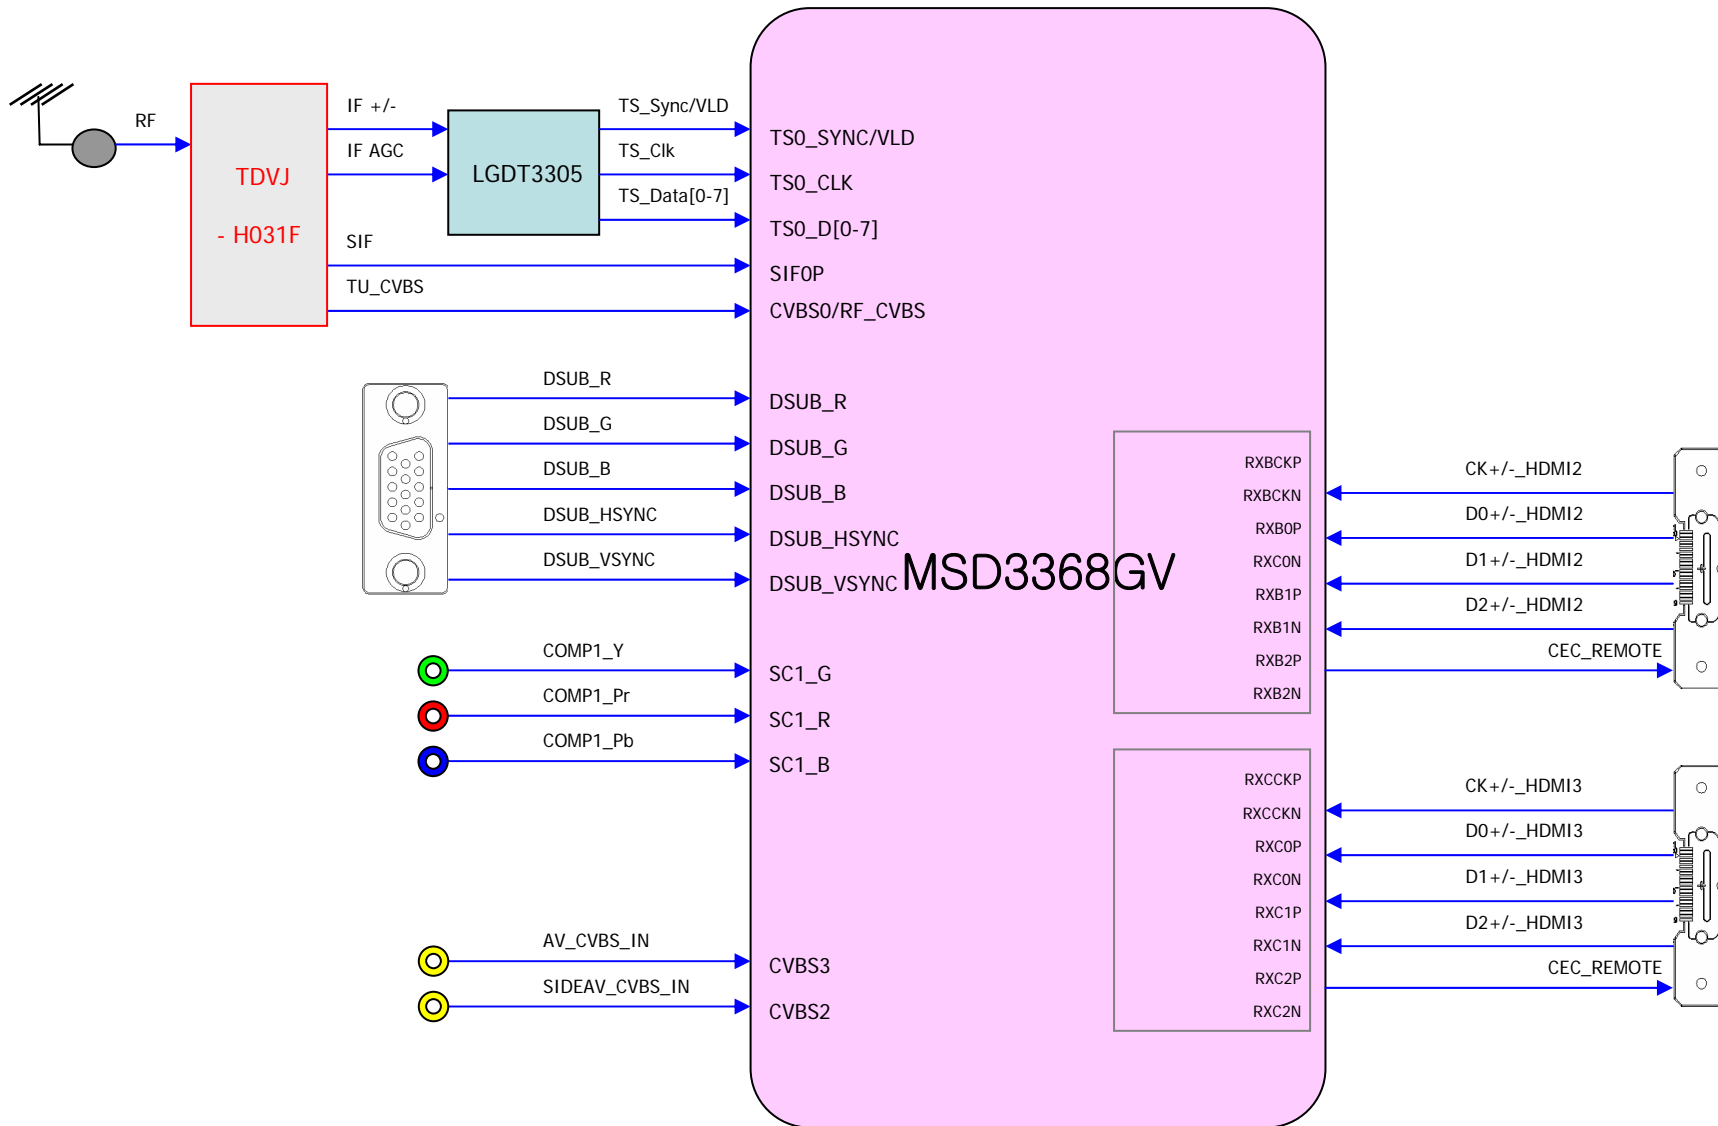 RF
TDVJ
- H031F
IF +/-
IF AGC
SIF
TU_CVBS
LGDT3305
TS_Sync/VLD
TS_Clk
TS_Data[0-7]
TS0_SYNC/VLD
TS0_CLK
TS0_D[0-7]
SIF0P
CVBS0/RF_CVBS
DSUB_R
DSUB_G
DSUB_B
DSUB_HSYNC
DSUB_VSYNC
DSUB_R
DSUB_G
DSUB_B
DSUB_HSYNC
DSUB_VSYNC
MSD3368GV
COMP1_Y
COMP1_Pr
COMP1_Pb
SC1_G
SC1_R
SC1_B
AV_CVBS_IN
SIDEAV_CVBS_IN
CVBS3
CVBS2
RXBCKP
RXBCKN
RXB0P
RXC0N
RXB1P
RXB1N
RXB2P
RXB2N
CK+/-_HDMI2
D0+/-_HDMI2
D1+/-_HDMI2
D2+/-_HDMI2
CEC_REMOTE
RXCCKP
RXCCKN
RXC0P
RXC0N
RXC1P
RXC1N
RXC2P
RXC2N
CK+/-_HDMI3
D0+/-_HDMI3
D1+/-_HDMI3
D2+/-_HDMI3
CEC_REMOTE